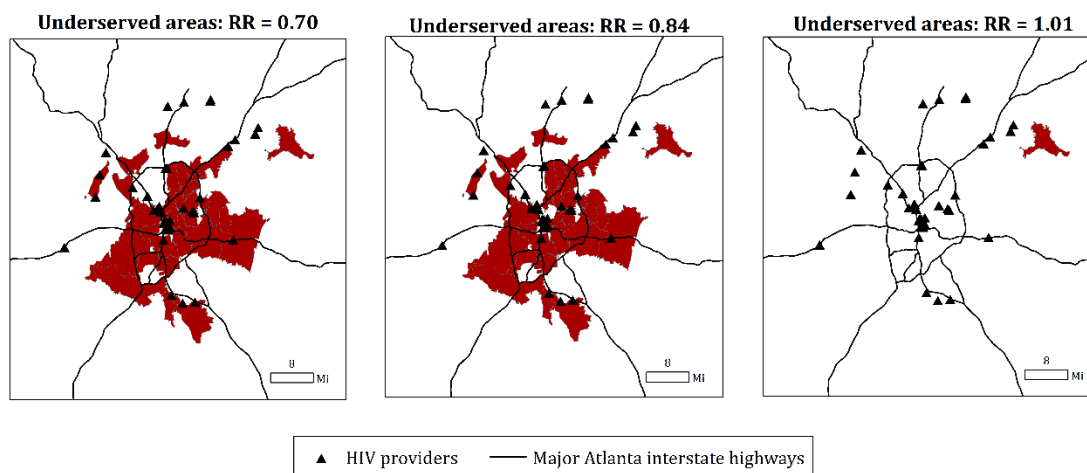 Underserved areas: RR = 0.70
Underserved areas: RR = 0.84
Underserved areas: RR = 1.01
8
Mi
8
Mi
8
Mi
HIV providers
Major Atlanta interstate highways